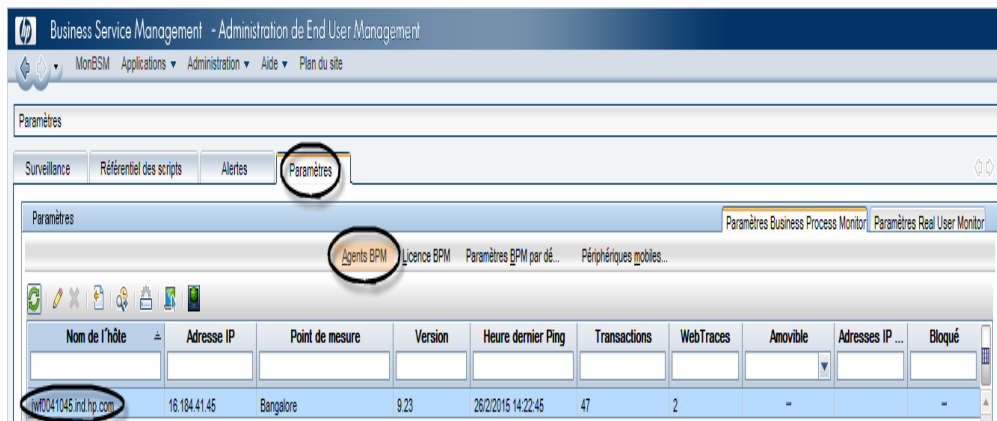 hp Business Service Management - Administration de End User Management
MonBSM Applications Administration Aide Plan du site
Paramètres
Surveillance Référentiel des scripts Alertes Paramètres
Paramètres Paramètres Business Process Monitor Paramètres Real User Monitor
Agents BPM Licence BPM Paramètres BPM par dé... Périphériques mobiles...
Nom de l´hôte Adresse IP Point de mesure Version Heure dernier Ping Transactions WebTraces Amovible Adresses IP ... Bloqué
iwf0041045.ind.hp.com 16.184.41.45 Bangalore 9.23 26/2/2015 14:22:45 47 2 - -